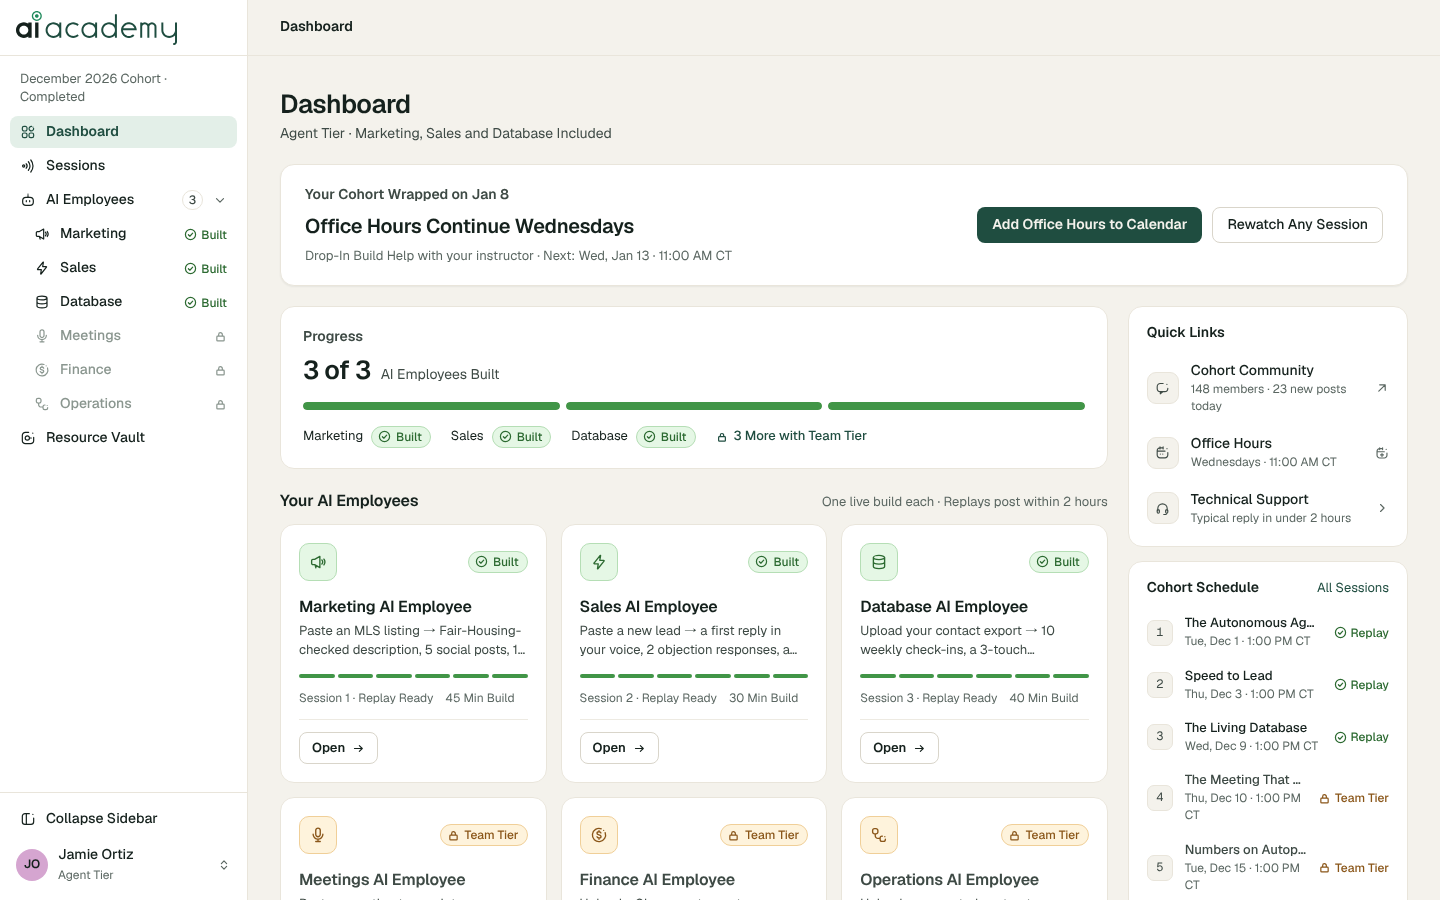 ai academy
December 2026 Cohort ·
Completed
Dashboard
Sessions
AI Employees 3
Marketing Built
Sales Built
Database Built
Meetings
Finance
Operations
Resource Vault
Collapse Sidebar
JO Jamie Ortiz
Agent Tier
Dashboard
Dashboard
Agent Tier · Marketing, Sales and Database Included
Your Cohort Wrapped on Jan 8
Office Hours Continue Wednesdays
Drop-In Build Help with your instructor · Next: Wed, Jan 13 · 11:00 AM CT
Add Office Hours to Calendar
Rewatch Any Session
Progress
3 of 3 AI Employees Built
Marketing Built Sales Built Database Built 3 More with Team Tier
Your AI Employees
One live build each · Replays post within 2 hours
Built
Marketing AI Employee
Paste an MLS listing → Fair-Housing-
checked description, 5 social posts, 1...
Session 1 · Replay Ready 45 Min Build
Open →
Built
Sales AI Employee
Paste a new lead → a first reply in
your voice, 2 objection responses, a...
Session 2 · Replay Ready 30 Min Build
Open →
Built
Database AI Employee
Upload your contact export → 10
weekly check-ins, a 3-touch...
Session 3 · Replay Ready 40 Min Build
Open →
Team Tier
Meetings AI Employee
Team Tier
Finance AI Employee
Team Tier
Operations AI Employee
Quick Links
Cohort Community
148 members · 23 new posts
today
Office Hours
Wednesdays · 11:00 AM CT
Technical Support
Typical reply in under 2 hours
Cohort Schedule
All Sessions
1 The Autonomous Ag...
Tue, Dec 1 · 1:00 PM CT
Replay
2 Speed to Lead
Thu, Dec 3 · 1:00 PM CT
Replay
3 The Living Database
Wed, Dec 9 · 1:00 PM CT
Replay
4 The Meeting That ...
Thu, Dec 10 · 1:00 PM
CT
Team Tier
5 Numbers on Autop...
Tue, Dec 15 · 1:00 PM
CT
Team Tier